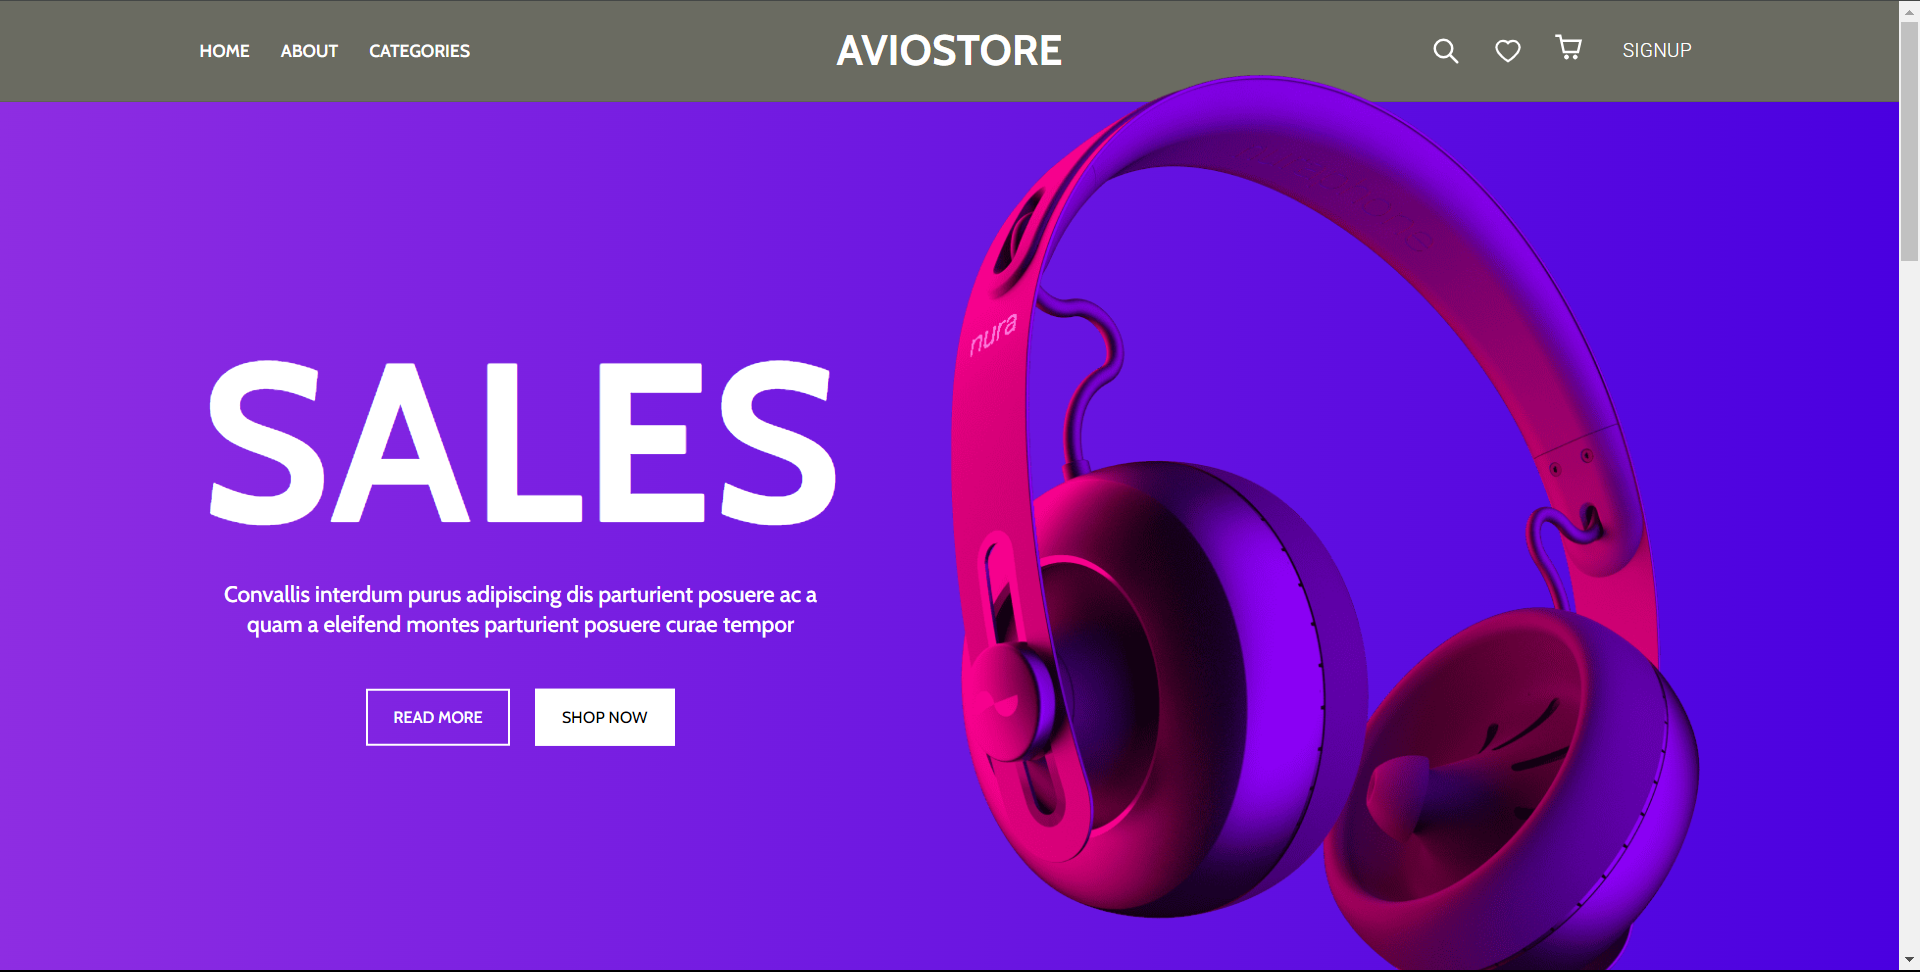 HOME ABOUT CATEGORIES AVIOSTORE SIGNUP
nura
SALES
Convallis interdum purus adipiscing dis parturient posuere ac a
quam a eleifend montes parturient posuere curae tempor
READ MORE SHOP NOW